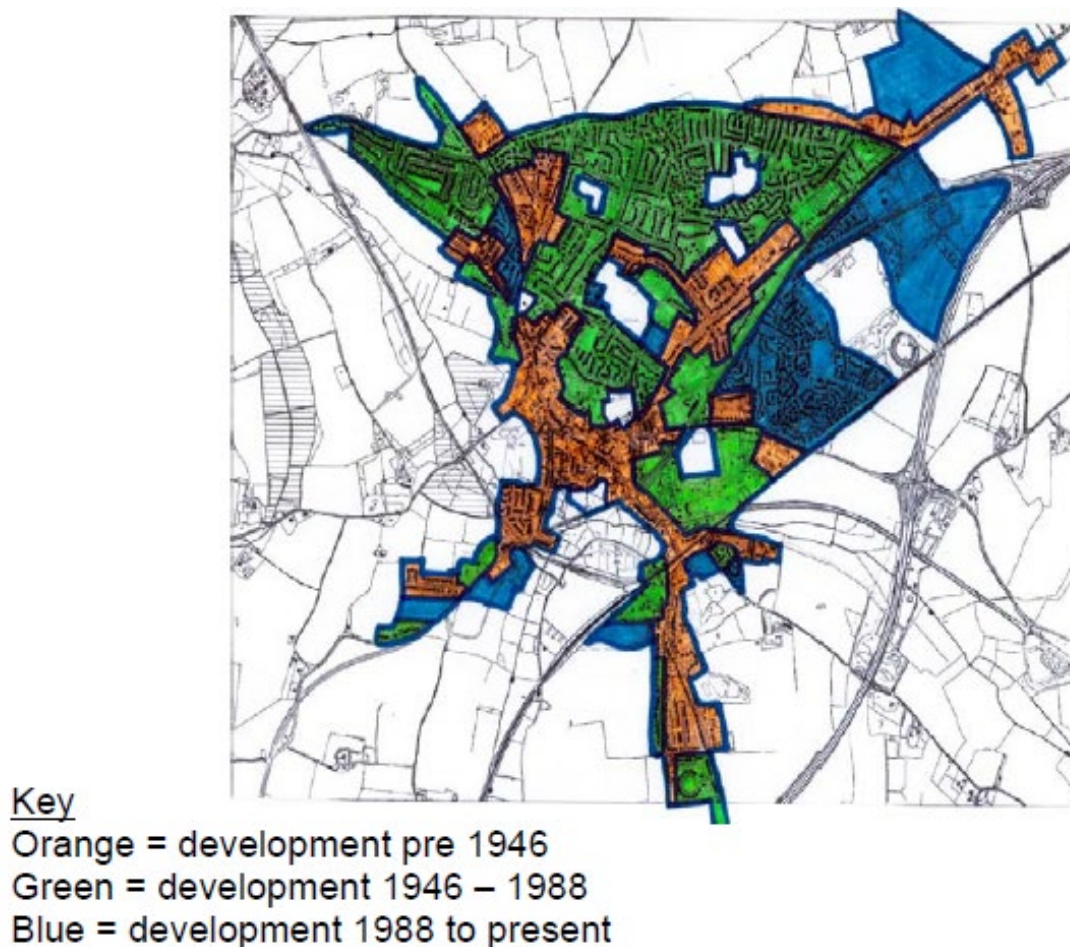 Key
Orange = development pre 1946
Green = development 1946 – 1988
Blue = development 1988 to present